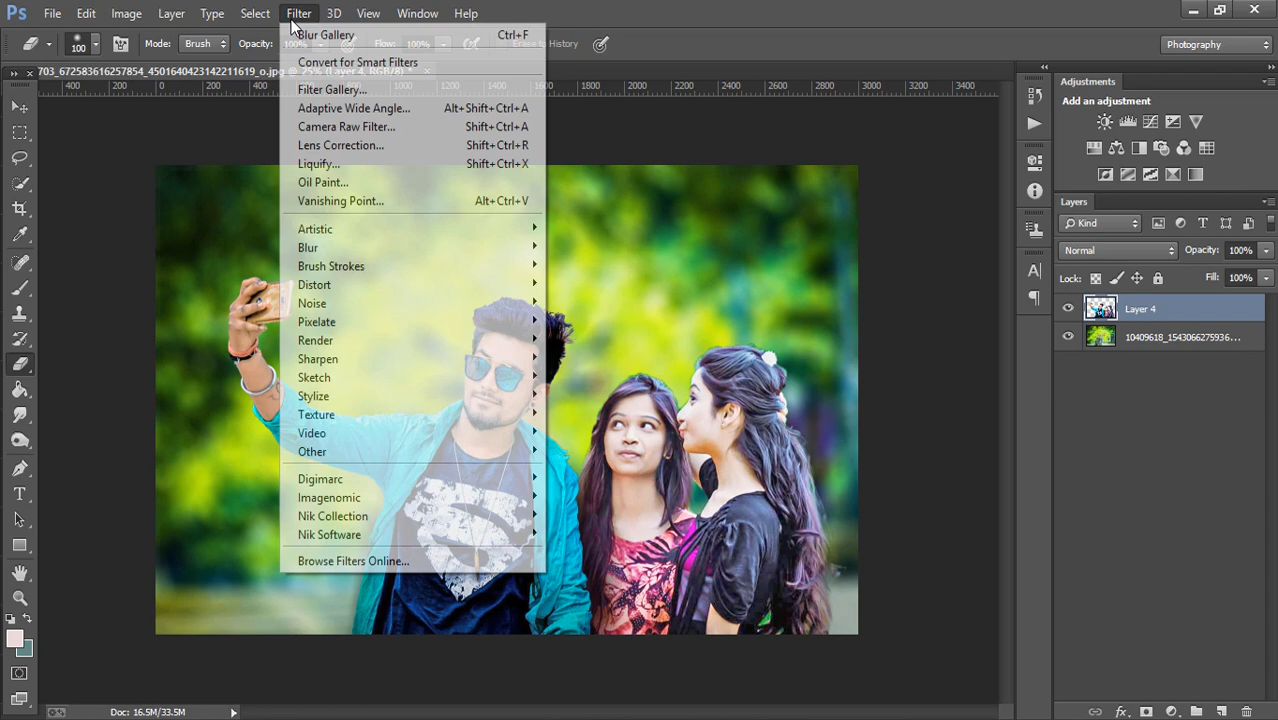 Ps File Edit Image Layer Type Select Filter 3D View Window Help
100 Mode: Brush Opacity: 100% Flow: 100% Erase to History Photography
703_672583616257854_4501640423142211619_o.jpg @ 25% (Layer 4, RGB/8) *
400 200 0 200 400 1600 1800 2000 2200 2400 2600 2800 3000 3200 3400
Blur Gallery Ctrl+F
Convert for Smart Filters
Filter Gallery...
Adaptive Wide Angle... Alt+Shift+Ctrl+A
Camera Raw Filter... Shift+Ctrl+A
Lens Correction... Shift+Ctrl+R
Liquify... Shift+Ctrl+X
Oil Paint...
Vanishing Point... Alt+Ctrl+V
Artistic
Blur
Brush Strokes
Distort
Noise
Pixelate
Render
Sharpen
Sketch
Stylize
Texture
Video
Other
Digimarc
Imagenomic
Nik Collection
Nik Software
Browse Filters Online...
Adjustments
Add an adjustment
Layers
Kind
Normal Opacity: 100%
Lock: Fill: 100%
Layer 4
10409618_1543066275936...
Doc: 16.5M/33.5M